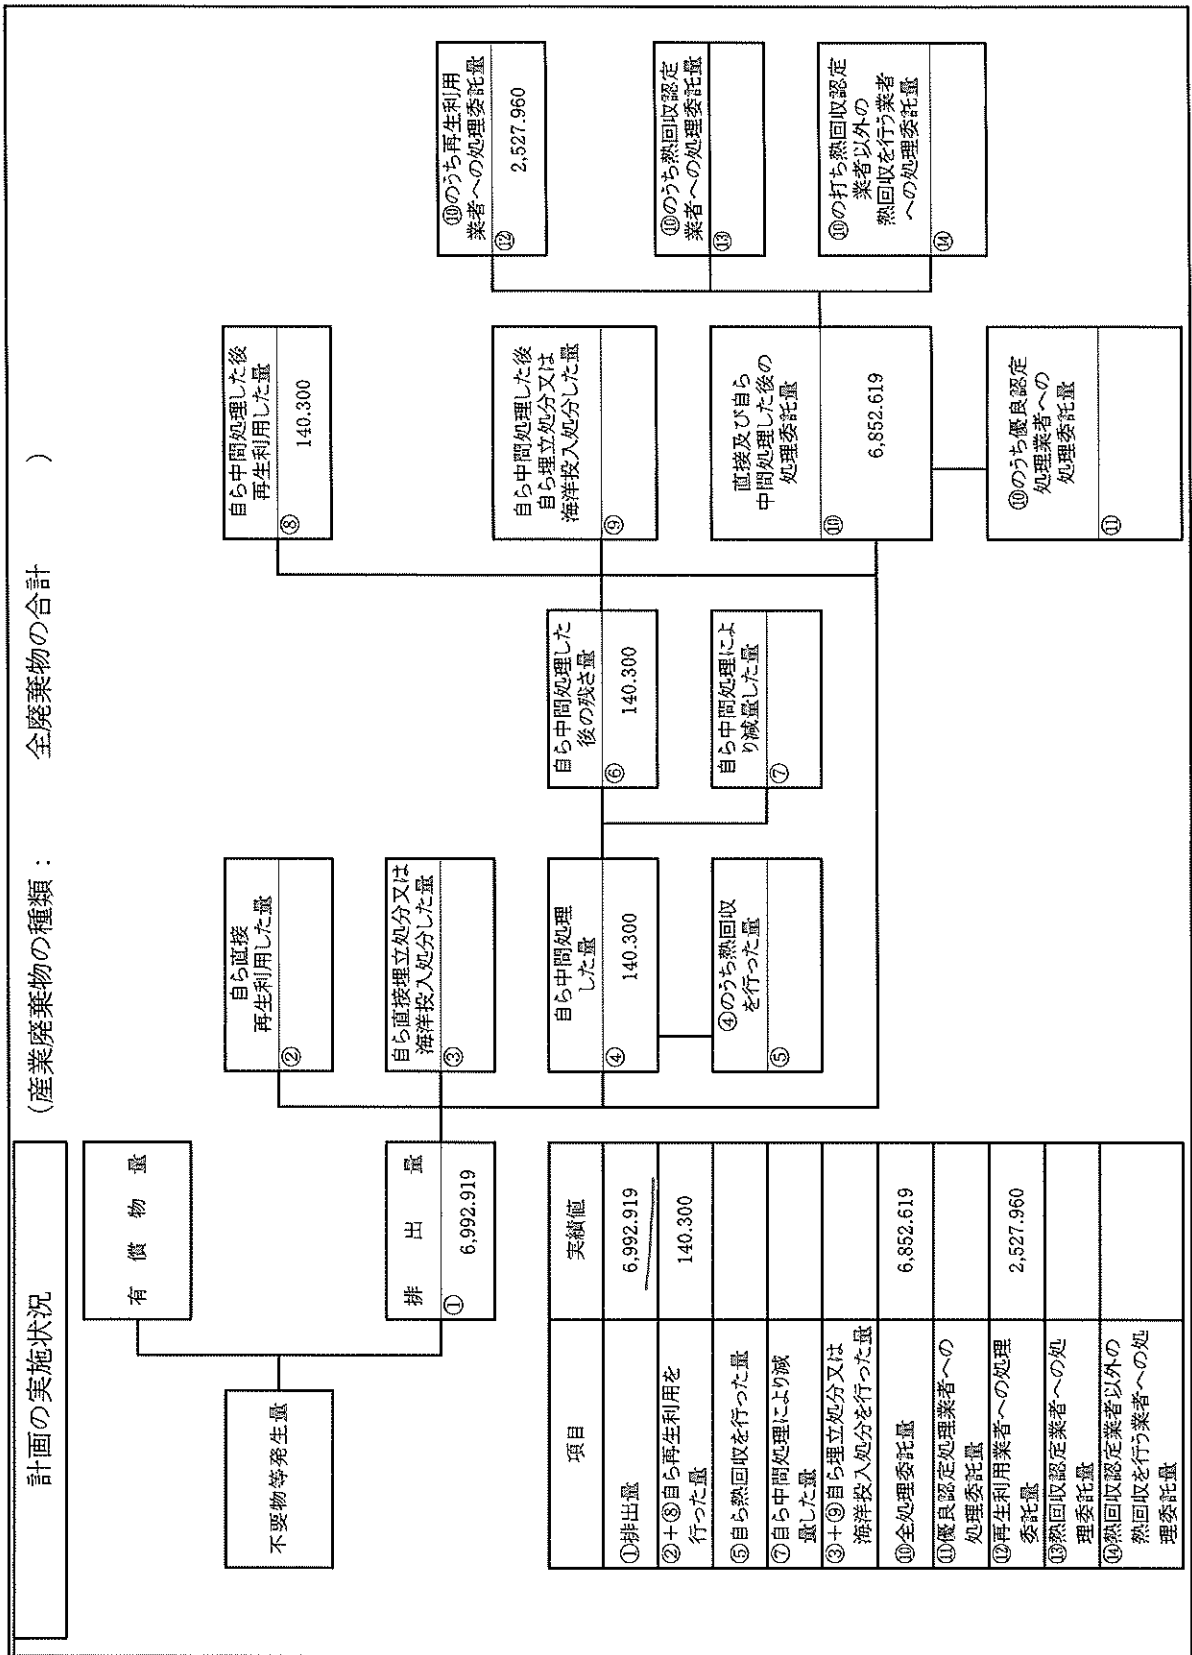 計画の実施状況
(産業廃棄物の種類: 全廃棄物の合計 )
不要物等発生量
有償物量
排出量
①
6,992.919
自ら直接
再生利用した量
②
自ら直接埋立処分又は
海洋投入処分した量
③
自ら中間処理
した量
④
140.300
④のうち熱回収
を行った量
⑤
自ら中間処理した
後の残さ量
⑥
140.300
自ら中間処理によ
り減量した量
⑦
自ら中間処理した後
再生利用した量
⑧
140.300
自ら中間処理した後
自ら埋立処分又は
海洋投入処分した量
⑨
直接及び自ら
中間処理した後の
処理委託量
⑩
6,852.619
⑩のうち優良認定
処理業者への
処理委託量
⑪
⑩のうち再生利用
業者への処理委託量
⑫
2,527.960
⑩のうち熱回収認定
業者への処理委託量
⑬
⑩の打ち熱回収認定
業者以外の
熱回収を行う業者
への処理委託量
⑭
項目 実績値
①排出量 6,992.919
②+⑧自ら再生利用を
行った量 140.300
⑤自ら熱回収を行った量
⑦自ら中間処理により減
量した量
③+⑨自ら埋立処分又は
海洋投入処分を行った量
⑩全処理委託量 6,852.619
⑪優良認定処理業者への
処理委託量
⑫再生利用業者への処理
委託量 2,527.960
⑬熱回収認定業者への処
理委託量
⑭熱回収認定業者以外の
熱回収を行う業者への処
理委託量